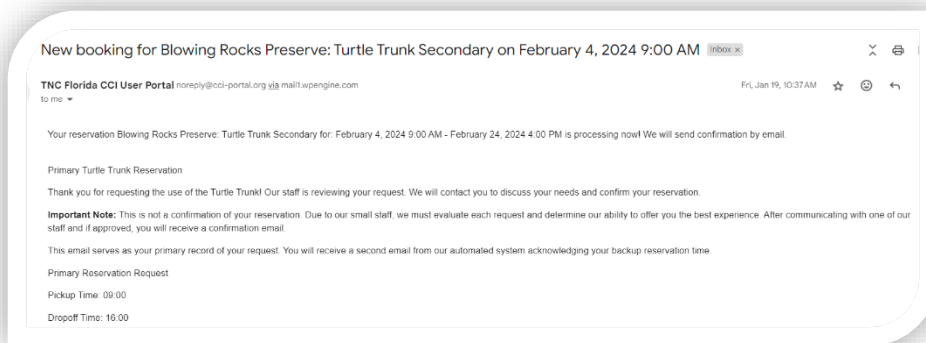 New booking for Blowing Rocks Preserve: Turtle Trunk Secondary on February 4, 2024 9:00 AM Inbox ×
TNC Florida CCI User Portal noreply@cci-portal.org via mail1.wpengine.com Fri, Jan 19, 10:37 AM
to me
Your reservation Blowing Rocks Preserve: Turtle Trunk Secondary for: February 4, 2024 9:00 AM - February 24, 2024 4:00 PM is processing now! We will send confirmation by email.
Primary Turtle Trunk Reservation
Thank you for requesting the use of the Turtle Trunk! Our staff is reviewing your request. We will contact you to discuss your needs and confirm your reservation.
Important Note: This is not a confirmation of your reservation. Due to our small staff, we must evaluate each request and determine our ability to offer you the best experience. After communicating with one of our
staff and if approved, you will receive a confirmation email.
This email serves as your primary record of your request. You will receive a second email from our automated system acknowledging your backup reservation time.
Primary Reservation Request
Pickup Time: 09:00
Dropoff Time: 16:00